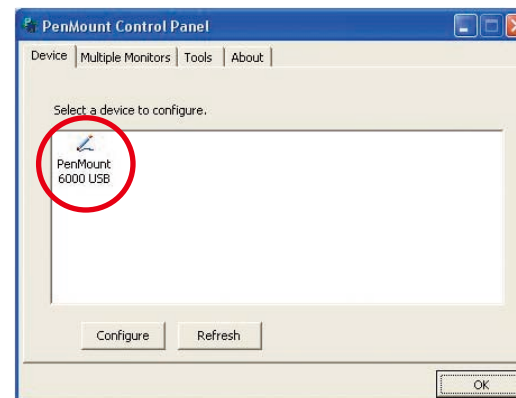 PenMount Control Panel
Device Multiple Monitors Tools About
Select a device to configure.
PenMount
6000 USB
Configure Refresh
OK